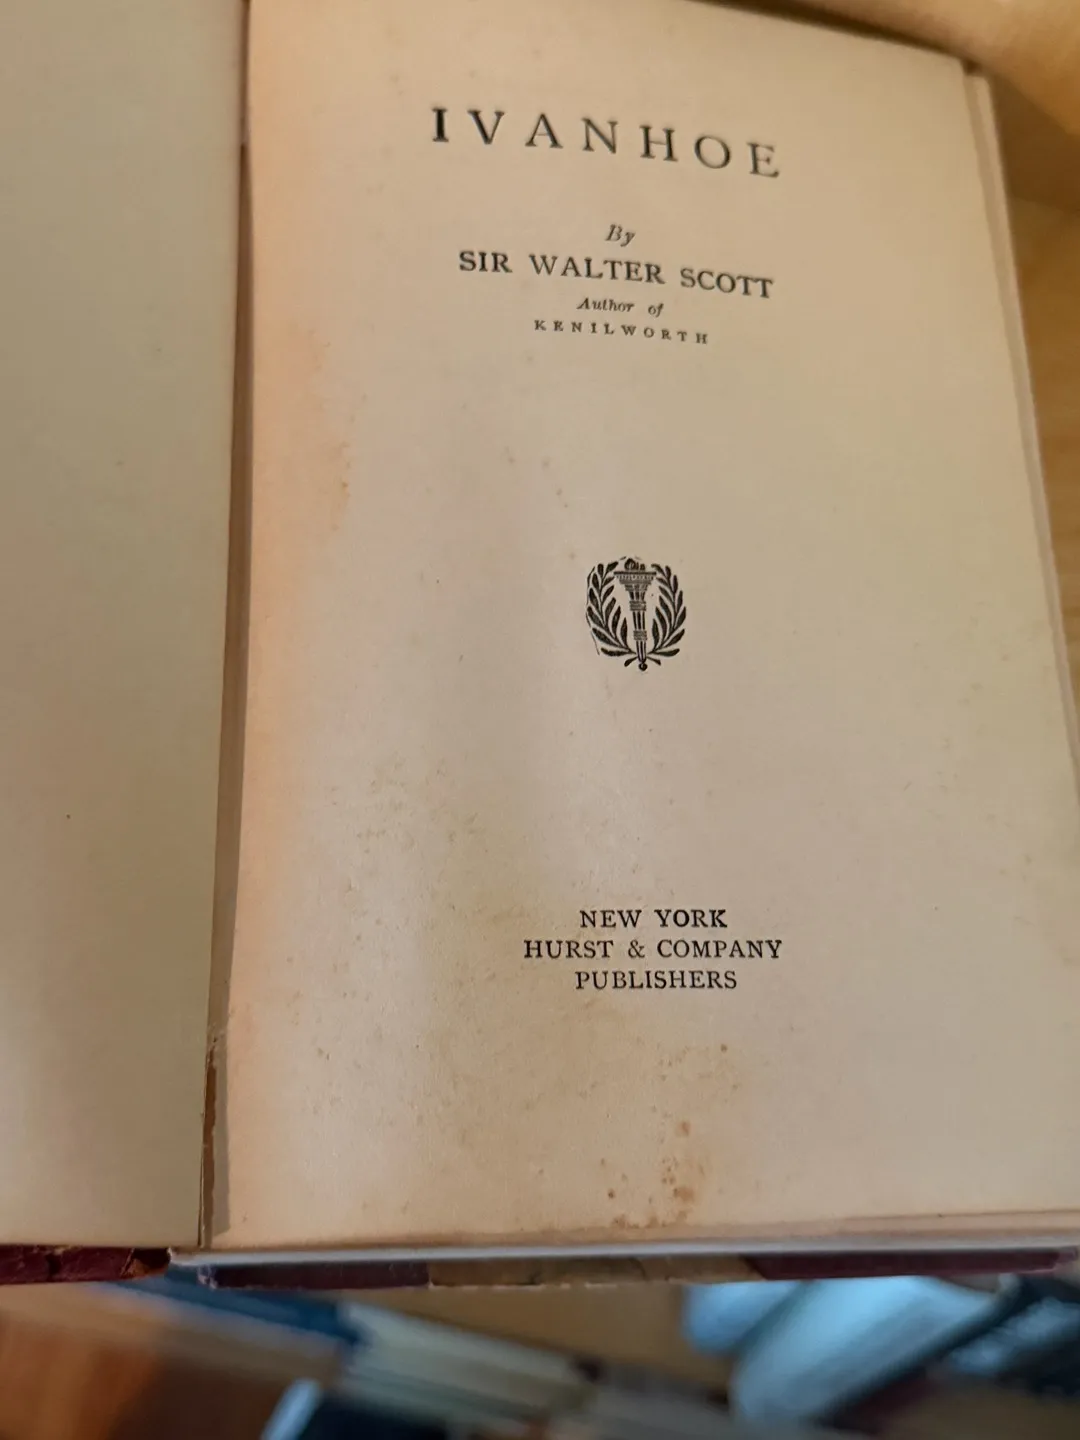 IVANHOE
By
SIR WALTER SCOTT
Author of
KENILWORTH
NEW YORK
HURST & COMPANY
PUBLISHERS